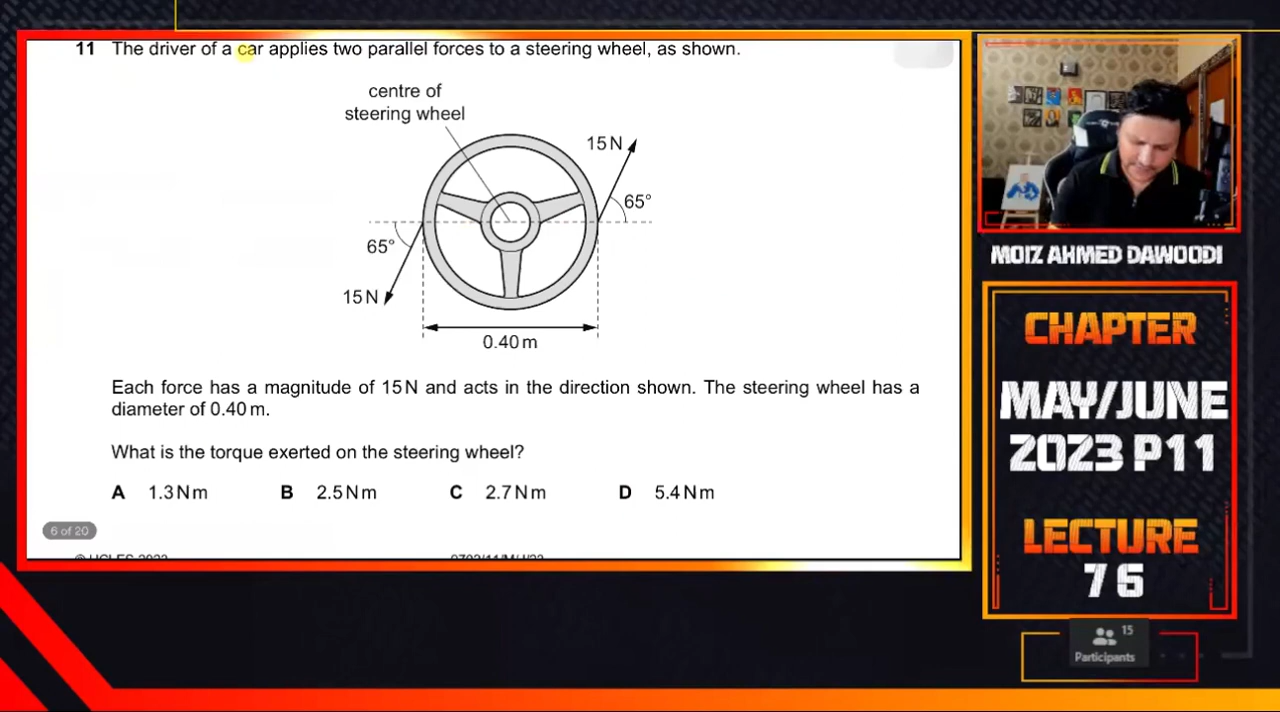 11 The driver of a car applies two parallel forces to a steering wheel, as shown.
centre of
steering wheel
15 N
65°
65°
15 N
0.40 m
Each force has a magnitude of 15 N and acts in the direction shown. The steering wheel has a
diameter of 0.40 m.
What is the torque exerted on the steering wheel?
A 1.3 N m B 2.5 N m C 2.7 N m D 5.4 N m
6 of 20
MOIZ AHMED DAWOODI
CHAPTER
MAY/JUNE
2023 P11
LECTURE
76
15
Participants